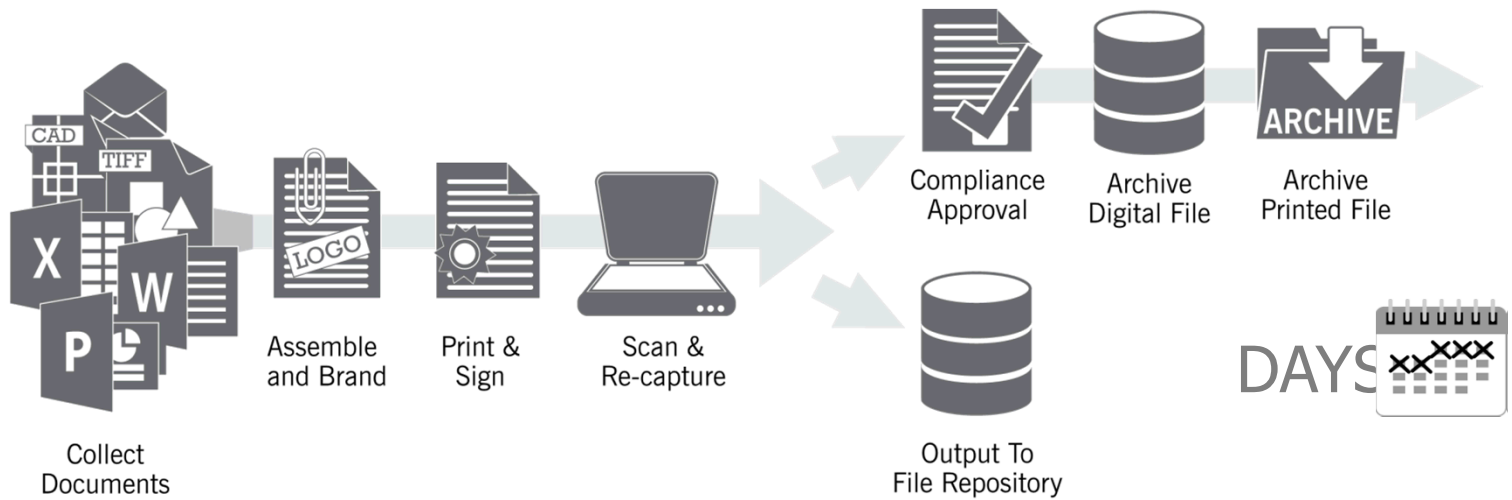 CAD
TIFF
X
W
P
Collect
Documents
LOGO
Assemble
and Brand
Print &
Sign
Scan &
Re-capture
Compliance
Approval
Archive
Digital File
ARCHIVE
Archive
Printed File
Output To
File Repository
DAYS